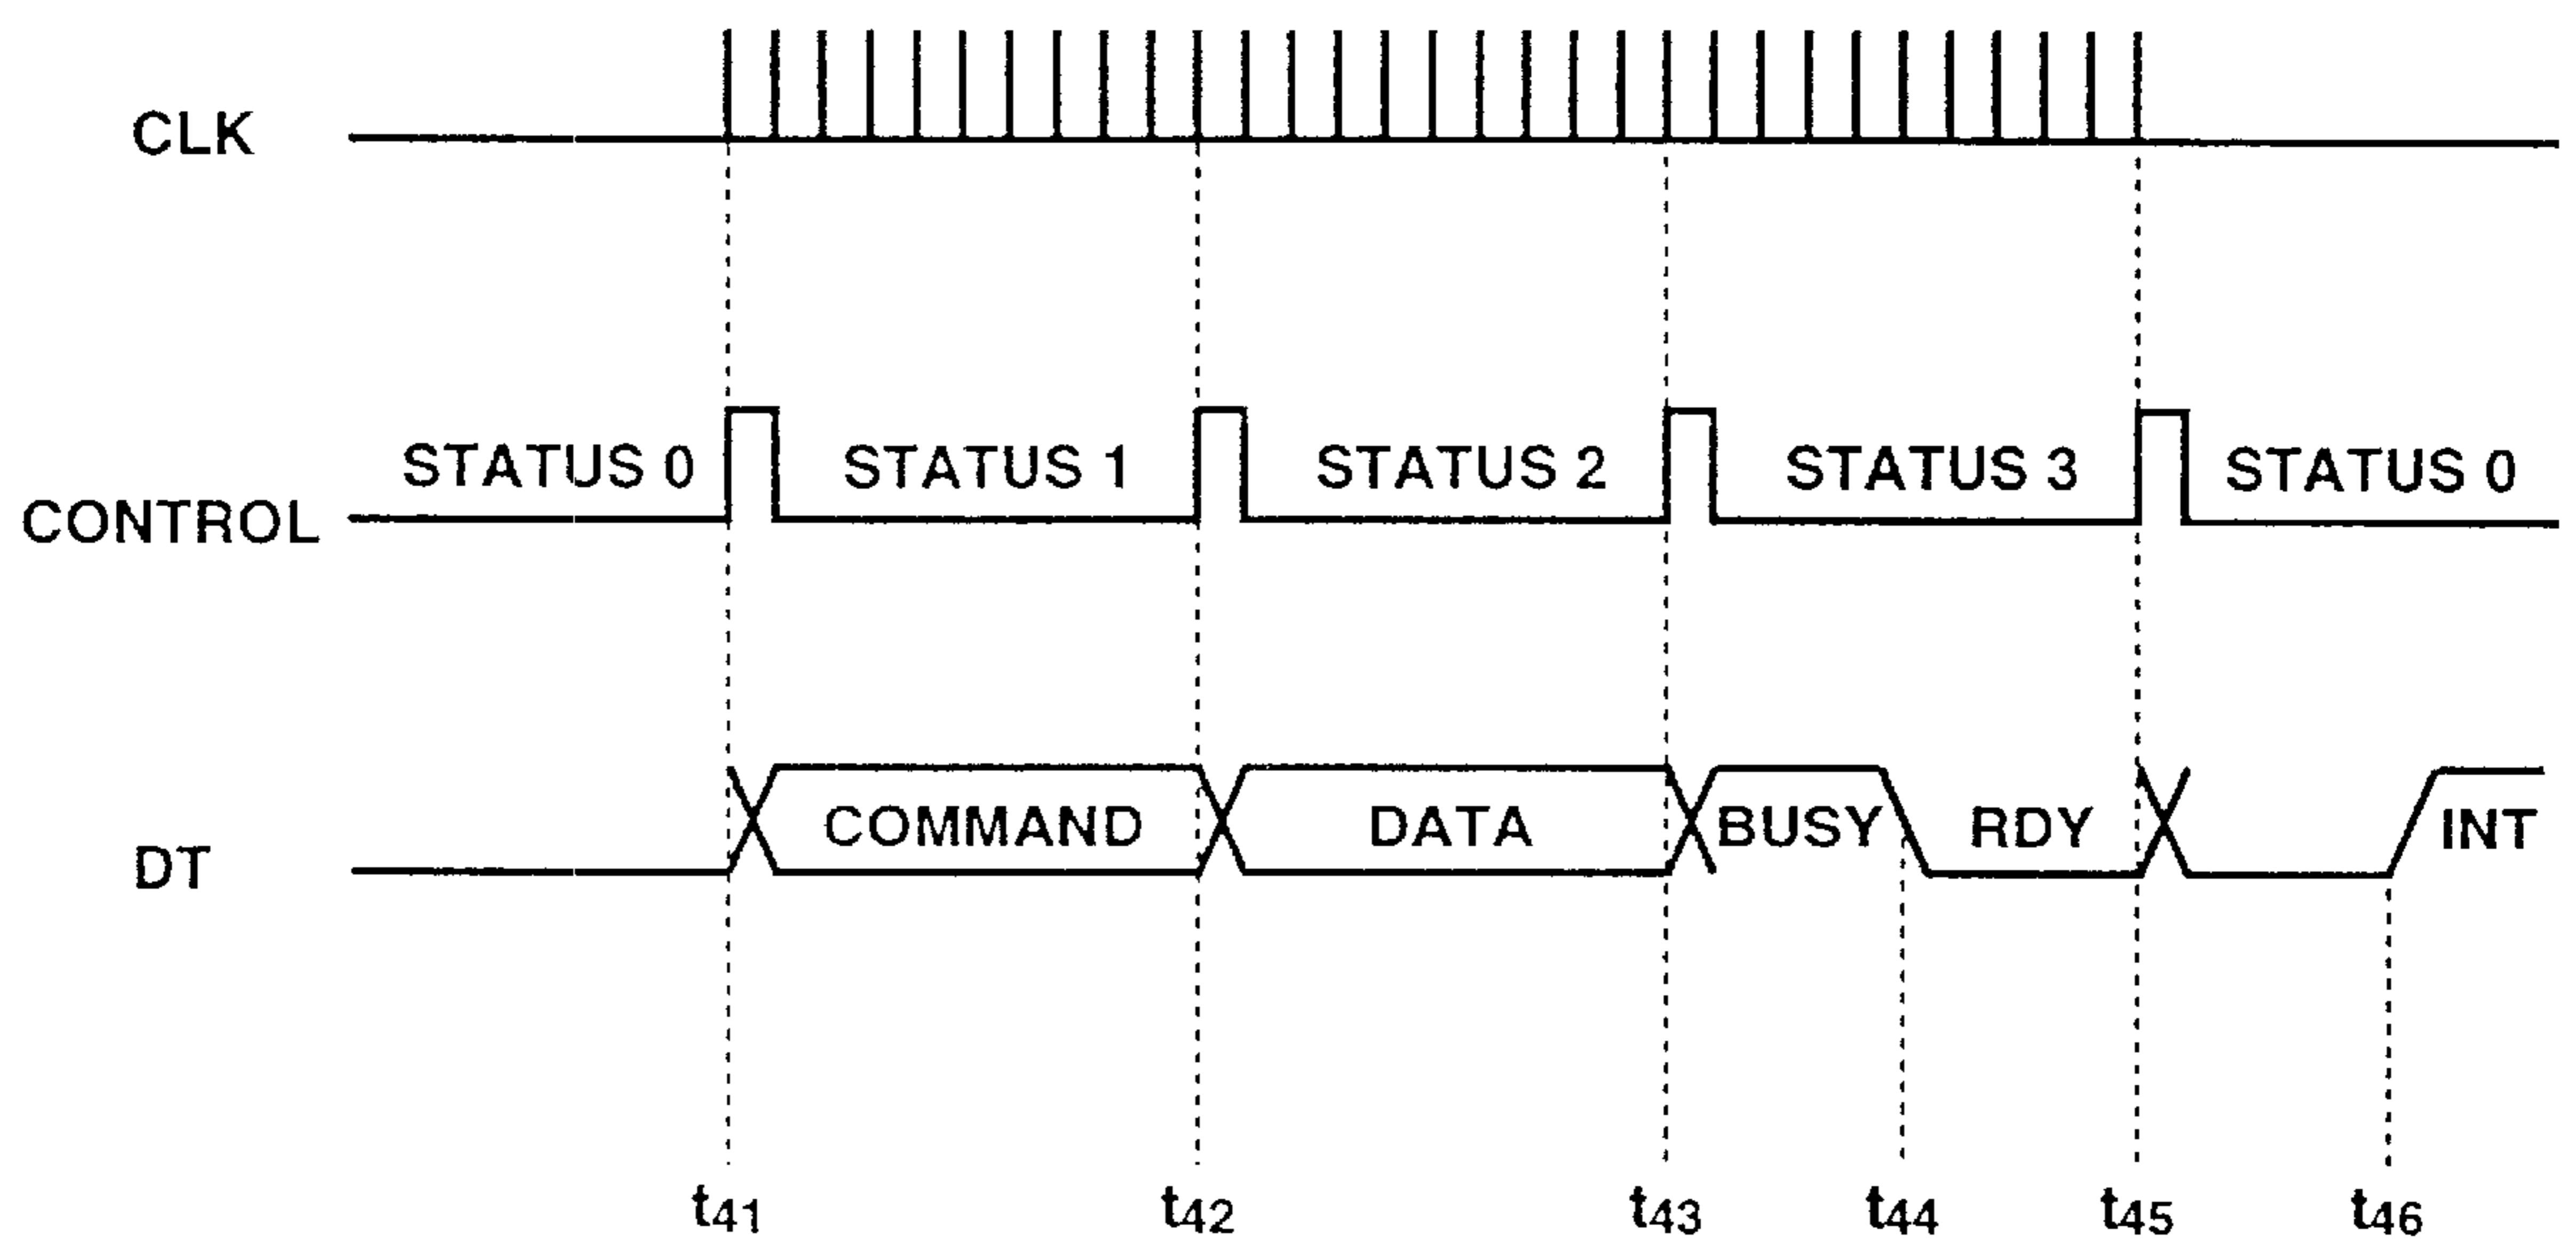 CLK
STATUS 0 STATUS 1 STATUS 2 STATUS 3 STATUS 0
CONTROL
COMMAND DATA BUSY RDY INT
DT
t41 t42 t43 t44 t45 t46